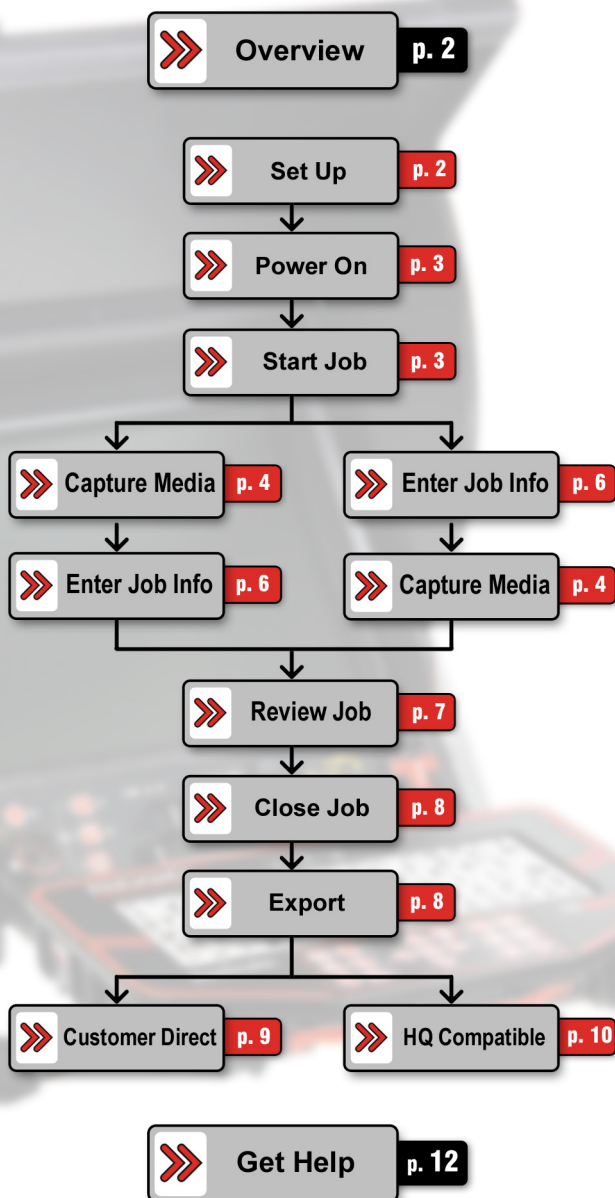 Overview p. 2
Set Up p. 2
Power On p. 3
Start Job p. 3
Capture Media p. 4
Enter Job Info p. 6
Enter Job Info p. 6
Capture Media p. 4
Review Job p. 7
Close Job p. 8
Export p. 8
Customer Direct p. 9
HQ Compatible p. 10
Get Help p. 12